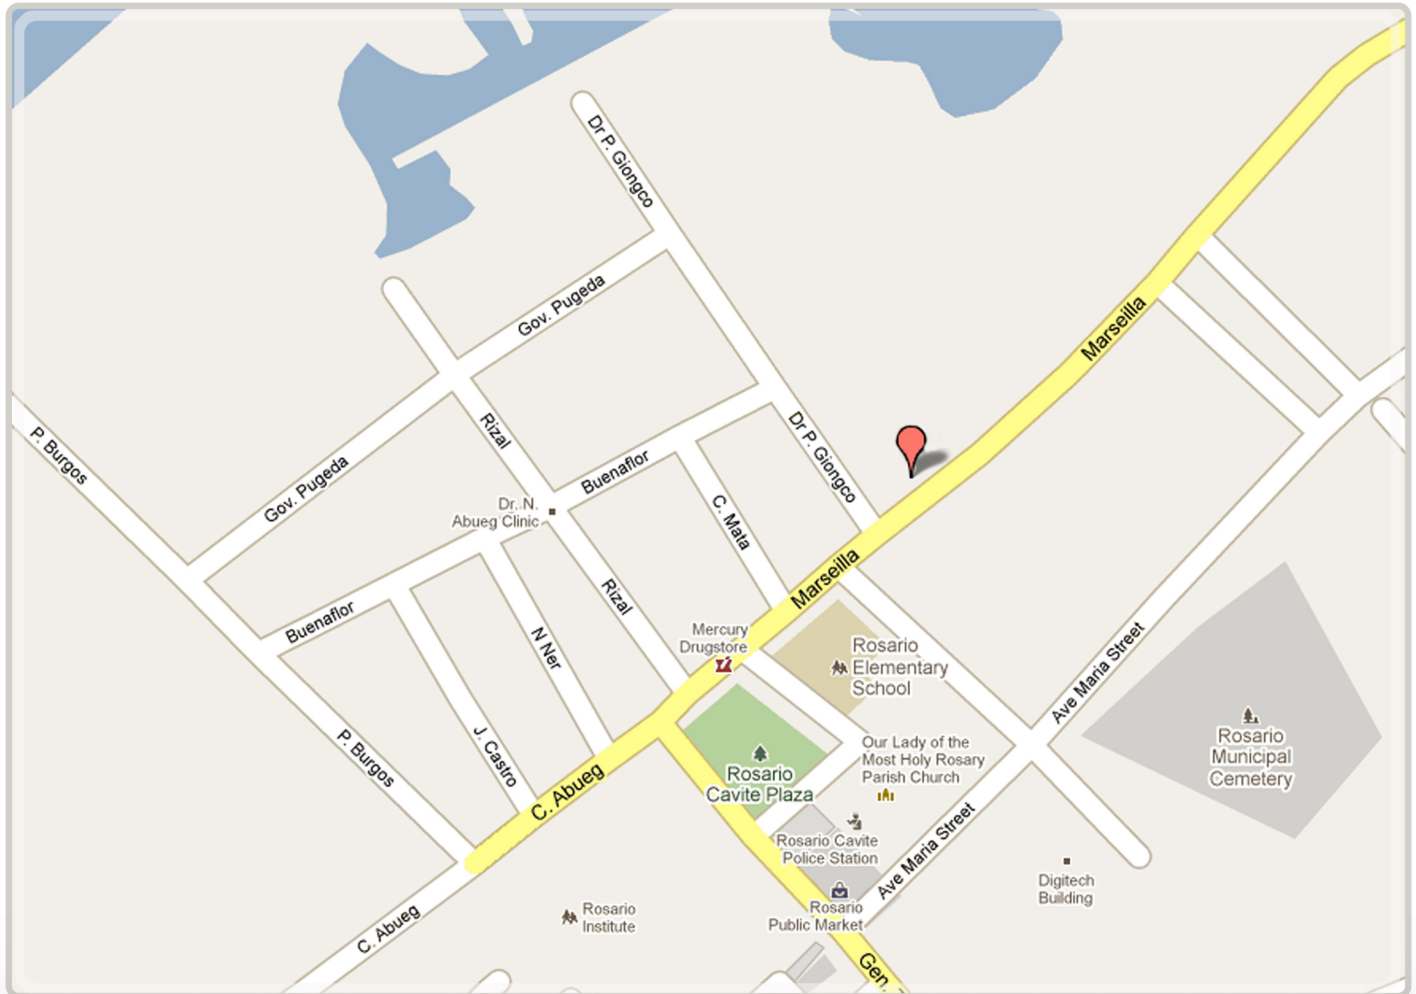 Dr P. Giongco
Gov. Pugeda
Marseilla
Rizal
P. Burgos
Buenaflor
Dr P. Giongco
Gov. Pugeda
Dr. N.
Abueg Clinic
C. Mata
Marseilla
Rizal
Buenaflor
N Ner
Mercury
Drugstore
Rosario
Elementary
School
Ave Maria Street
P. Burgos
J. Castro
C. Abueg
Rosario
Cavite Plaza
Our Lady of the
Most Holy Rosary
Parish Church
Rosario
Municipal
Cemetery
Rosario Cavite
Police Station
Ave Maria Street
Digitech
Building
Rosario
Public Market
Rosario
Institute
C. Abueg
Gen.